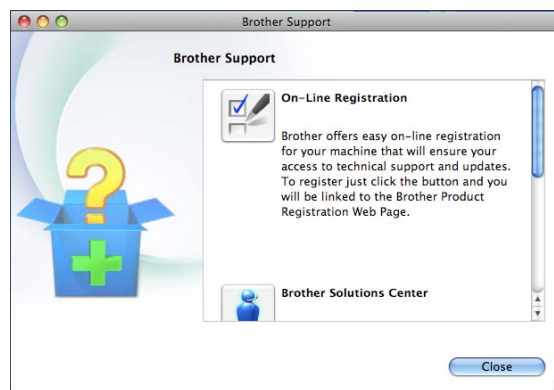 Brother Support
Brother Support
On-Line Registration
Brother offers easy on-line registration
for your machine that will ensure your
access to technical support and updates.
To register just click the button and you
will be linked to the Brother Product
Registration Web Page.
Brother Solutions Center
Close